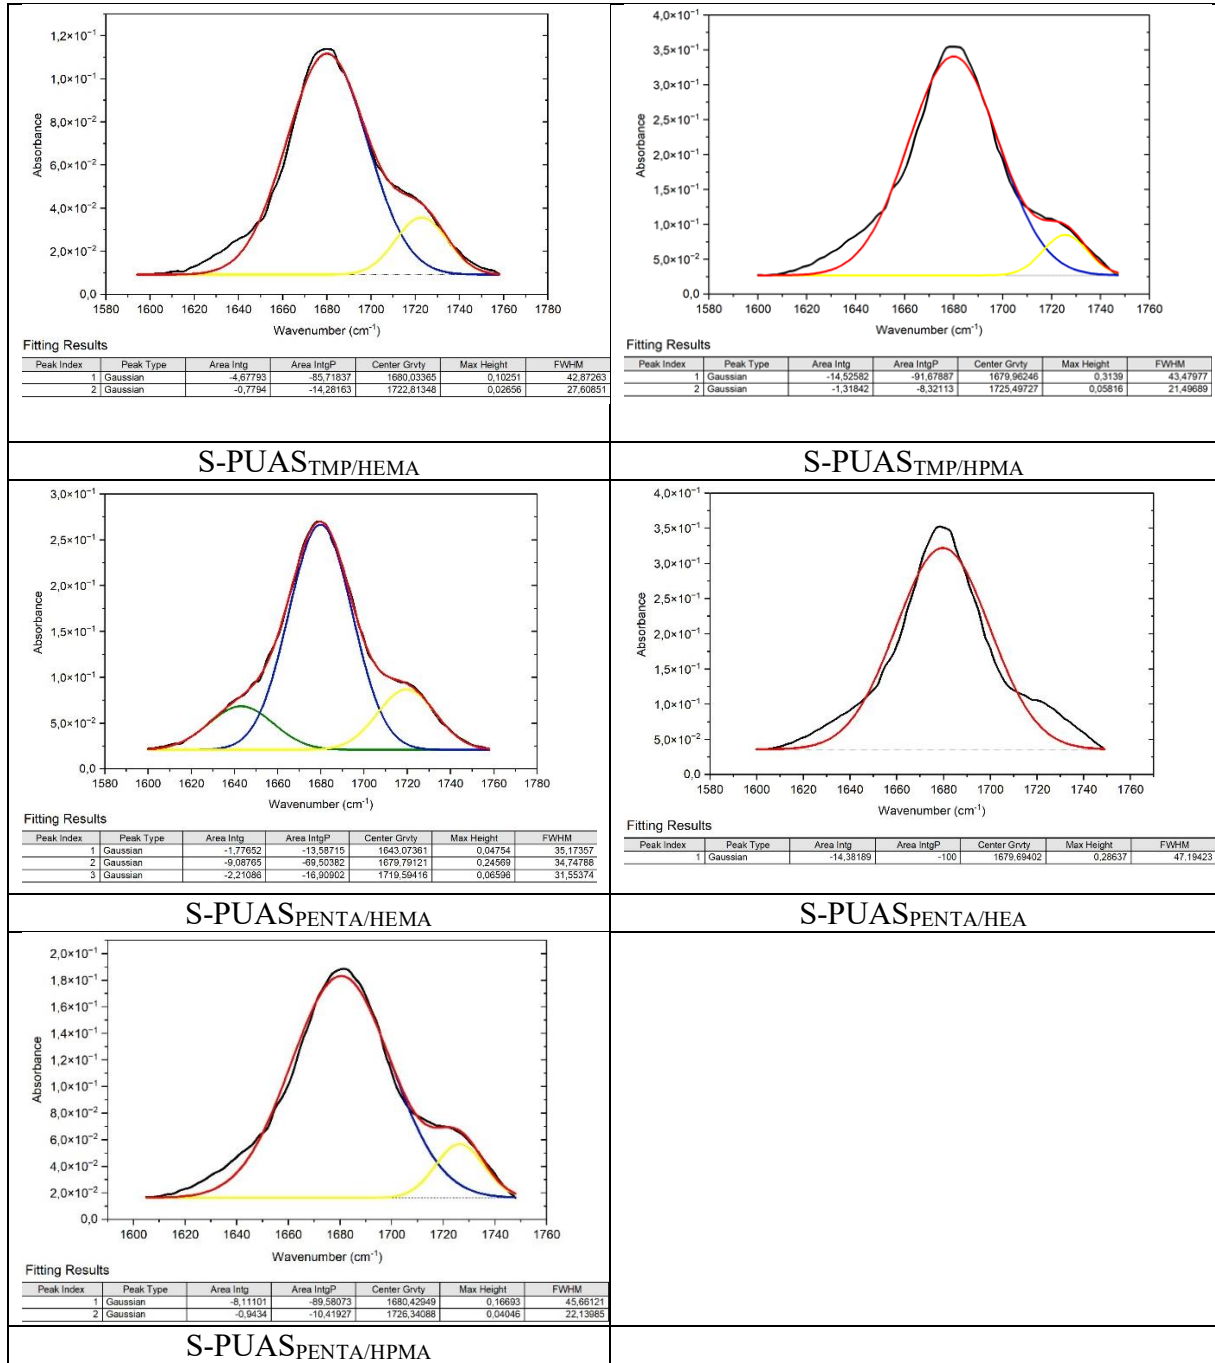 1,2×10⁻¹
1,0×10⁻¹
8,0×10⁻²
6,0×10⁻²
4,0×10⁻²
2,0×10⁻²
0,0
Absorbance
1580 1600 1620 1640 1660 1680 1700 1720 1740 1760 1780
Wavenumber (cm⁻¹)
Fitting Results
Peak Index Peak Type Area Intg Area IntgP Center Grvty Max Height FWHM
1 Gaussian -4,67793 -85,71837 1680,03365 0,10251 42,87263
2 Gaussian -0,7794 -14,28163 1722,81348 0,02656 27,60851
S-PUASTMP/HEMA
4,0×10⁻¹
3,5×10⁻¹
3,0×10⁻¹
2,5×10⁻¹
2,0×10⁻¹
1,5×10⁻¹
1,0×10⁻¹
5,0×10⁻²
0,0
Absorbance
1580 1600 1620 1640 1660 1680 1700 1720 1740 1760
Wavenumber (cm⁻¹)
Fitting Results
Peak Index Peak Type Area Intg Area IntgP Center Grvty Max Height FWHM
1 Gaussian -14,52582 -91,67887 1679,96246 0,3139 43,47977
2 Gaussian -1,31842 -8,32113 1725,49727 0,05816 21,49689
S-PUASTMP/HPMA
3,0×10⁻¹
2,5×10⁻¹
2,0×10⁻¹
1,5×10⁻¹
1,0×10⁻¹
5,0×10⁻²
0,0
Absorbance
1580 1600 1620 1640 1660 1680 1700 1720 1740 1760 1780
Wavenumber (cm⁻¹)
Fitting Results
Peak Index Peak Type Area Intg Area IntgP Center Grvty Max Height FWHM
1 Gaussian -1,77652 -13,58715 1643,07361 0,04754 35,17357
2 Gaussian -9,08765 -69,50382 1679,79121 0,24569 34,74788
3 Gaussian -2,21086 -16,90902 1719,59416 0,06596 31,55374
S-PUASPENTA/HEMA
4,0×10⁻¹
3,5×10⁻¹
3,0×10⁻¹
2,5×10⁻¹
2,0×10⁻¹
1,5×10⁻¹
1,0×10⁻¹
5,0×10⁻²
0,0
Absorbance
1580 1600 1620 1640 1660 1680 1700 1720 1740 1760
Wavenumber (cm⁻¹)
Fitting Results
Peak Index Peak Type Area Intg Area IntgP Center Grvty Max Height FWHM
1 Gaussian -14,38189 -100 1679,69402 0,28637 47,19423
S-PUASPENTA/HEA
2,0×10⁻¹
1,8×10⁻¹
1,6×10⁻¹
1,4×10⁻¹
1,2×10⁻¹
1,0×10⁻¹
8,0×10⁻²
6,0×10⁻²
4,0×10⁻²
2,0×10⁻²
0,0
Absorbance
1600 1620 1640 1660 1680 1700 1720 1740 1760
Wavenumber (cm⁻¹)
Fitting Results
Peak Index Peak Type Area Intg Area IntgP Center Grvty Max Height FWHM
1 Gaussian -8,11101 -89,58073 1680,42949 0,16693 45,66121
2 Gaussian -0,9434 -10,41927 1726,34088 0,04046 22,13985
S-PUASPENTA/HPMA